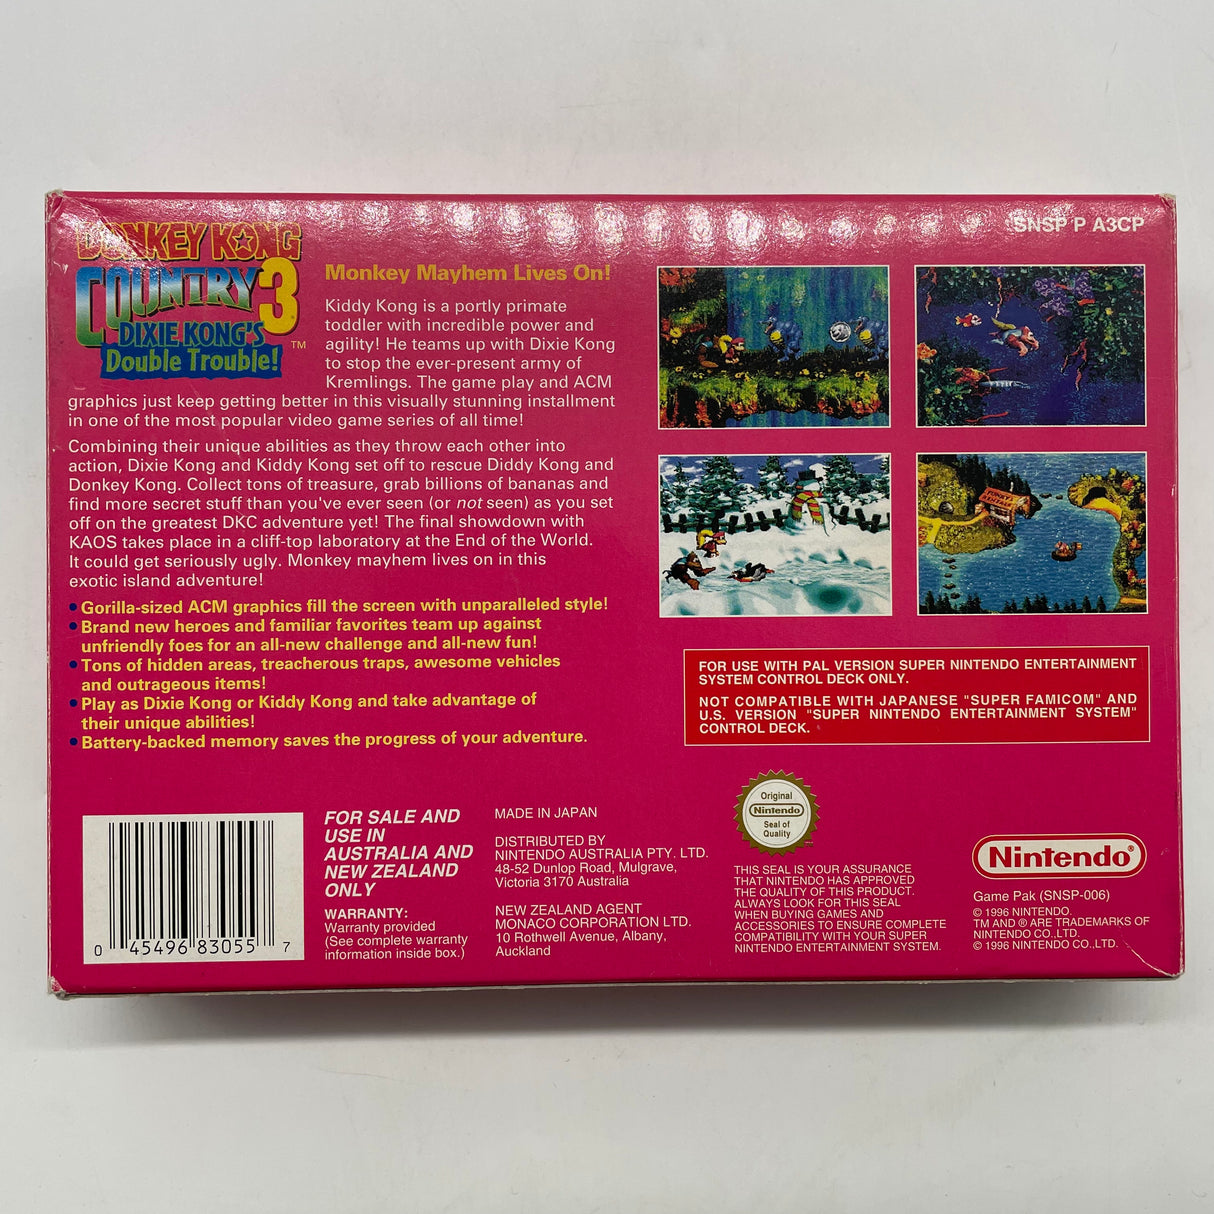 DONKEY KONG
COUNTRY 3
DIXIE KONG'S
Double Trouble!
TM
SNSP P A3CP
Monkey Mayhem Lives On!
Kiddy Kong is a portly primate
toddler with incredible power and
agility! He teams up with Dixie Kong
to stop the ever-present army of
Kremlings. The game play and ACM
graphics just keep getting better in this visually stunning installment
in one of the most popular video game series of all time!
Combining their unique abilities as they throw each other into
action, Dixie Kong and Kiddy Kong set off to rescue Diddy Kong and
Donkey Kong. Collect tons of treasure, grab billions of bananas and
find more secret stuff than you've ever seen (or not seen) as you set
off on the greatest DKC adventure yet! The final showdown with
KAOS takes place in a cliff-top laboratory at the End of the World.
It could get seriously ugly. Monkey mayhem lives on in this
exotic island adventure!
• Gorilla-sized ACM graphics fill the screen with unparalleled style!
• Brand new heroes and familiar favorites team up against
unfriendly foes for an all-new challenge and all-new fun!
• Tons of hidden areas, treacherous traps, awesome vehicles
and outrageous items!
• Play as Dixie Kong or Kiddy Kong and take advantage of
their unique abilities!
• Battery-backed memory saves the progress of your adventure.
FOR USE WITH PAL VERSION SUPER NINTENDO ENTERTAINMENT
SYSTEM CONTROL DECK ONLY.
NOT COMPATIBLE WITH JAPANESE "SUPER FAMICOM" AND
U.S. VERSION "SUPER NINTENDO ENTERTAINMENT SYSTEM"
CONTROL DECK.
0 45496 83055 7
FOR SALE AND
USE IN
AUSTRALIA AND
NEW ZEALAND
ONLY
WARRANTY:
Warranty provided
(See complete warranty
information inside box.)
MADE IN JAPAN
DISTRIBUTED BY
NINTENDO AUSTRALIA PTY. LTD.
48-52 Dunlop Road, Mulgrave,
Victoria 3170 Australia
NEW ZEALAND AGENT
MONACO CORPORATION LTD.
10 Rothwell Avenue, Albany,
Auckland
Original
Nintendo
Seal of
Quality
THIS SEAL IS YOUR ASSURANCE
THAT NINTENDO HAS APPROVED
THE QUALITY OF THIS PRODUCT.
ALWAYS LOOK FOR THIS SEAL
WHEN BUYING GAMES AND
ACCESSORIES TO ENSURE COMPLETE
COMPATIBILITY WITH YOUR SUPER
NINTENDO ENTERTAINMENT SYSTEM.
Nintendo®
Game Pak (SNSP-006)
© 1996 NINTENDO.
TM AND ® ARE TRADEMARKS OF
NINTENDO CO.,LTD.
© 1996 NINTENDO CO.,LTD.